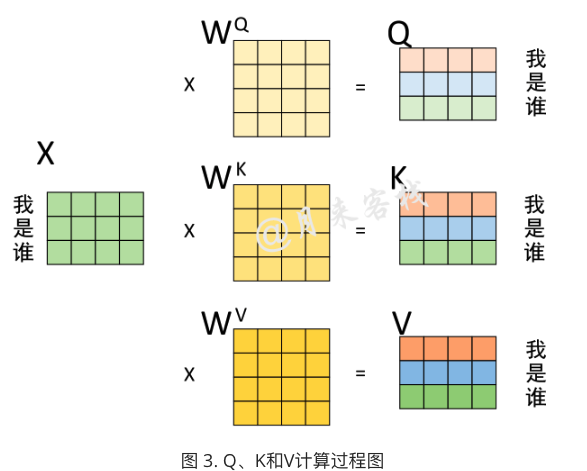 W^Q
Q
x
=
我
是
谁
X
我
是
谁
W^K
K
x
=
我
是
谁
@月来客栈
W^V
V
x
=
我
是
谁
图 3. Q、K和V计算过程图